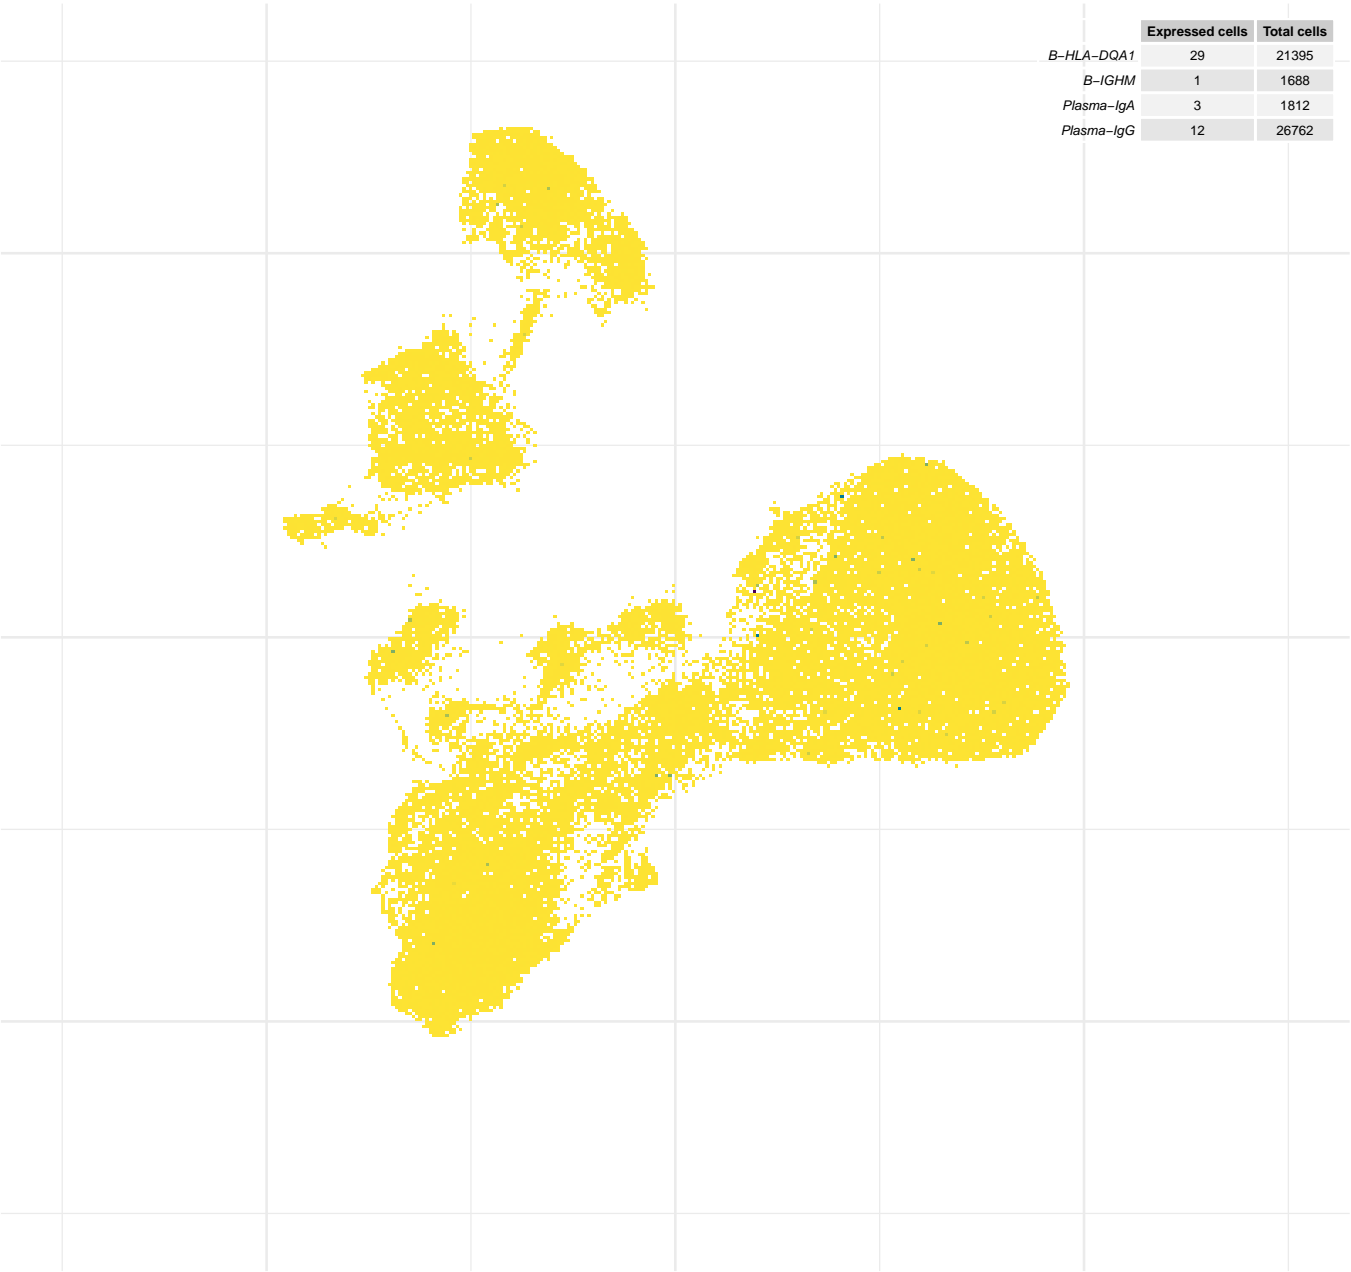 Expressed cells Total cells
B−HLA−DQA1 29 21395
B−IGHM 1 1688
Plasma−IgA 3 1812
Plasma−IgG 12 26762